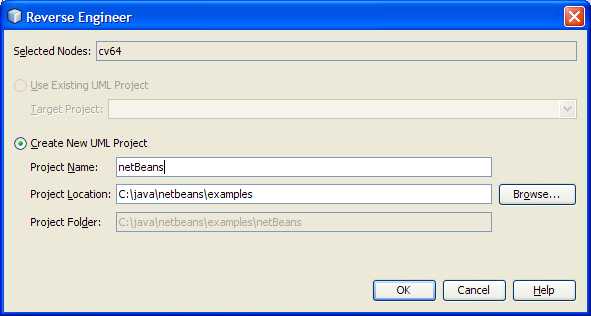 Reverse Engineer
Selected Nodes: cv64
Use Existing UML Project
Target Project:
Create New UML Project
Project Name: netBeans
Project Location: C:\java\netbeans\examples Browse...
Project Folder: C:\java\netbeans\examples\netBeans
OK Cancel Help